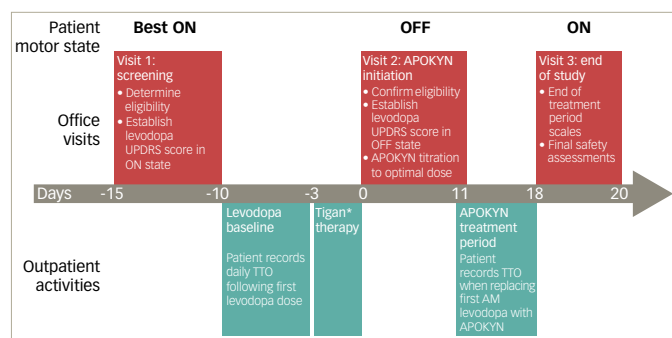 Patient
motor state
Best ON
OFF
ON
Office
visits
Visit 1:
screening
• Determine
eligibility
• Establish
levodopa
UPDRS score in
ON state
Visit 2: APOKYN
initiation
• Confirm eligibility
• Establish
levodopa
UPDRS score in
OFF state
• APOKYN titration
to optimal dose
Visit 3: end
of study
• End of
treatment
period
scales
• Final safety
assessments
Days
-15
-10
-3
0
11
18
20
Outpatient
activities
Levodopa
baseline
Patient records
daily TTO
following first
levodopa dose
Tigan*
therapy
APOKYN
treatment
period
Patient
records TTO
when replacing
first AM
levodopa with
APOKYN